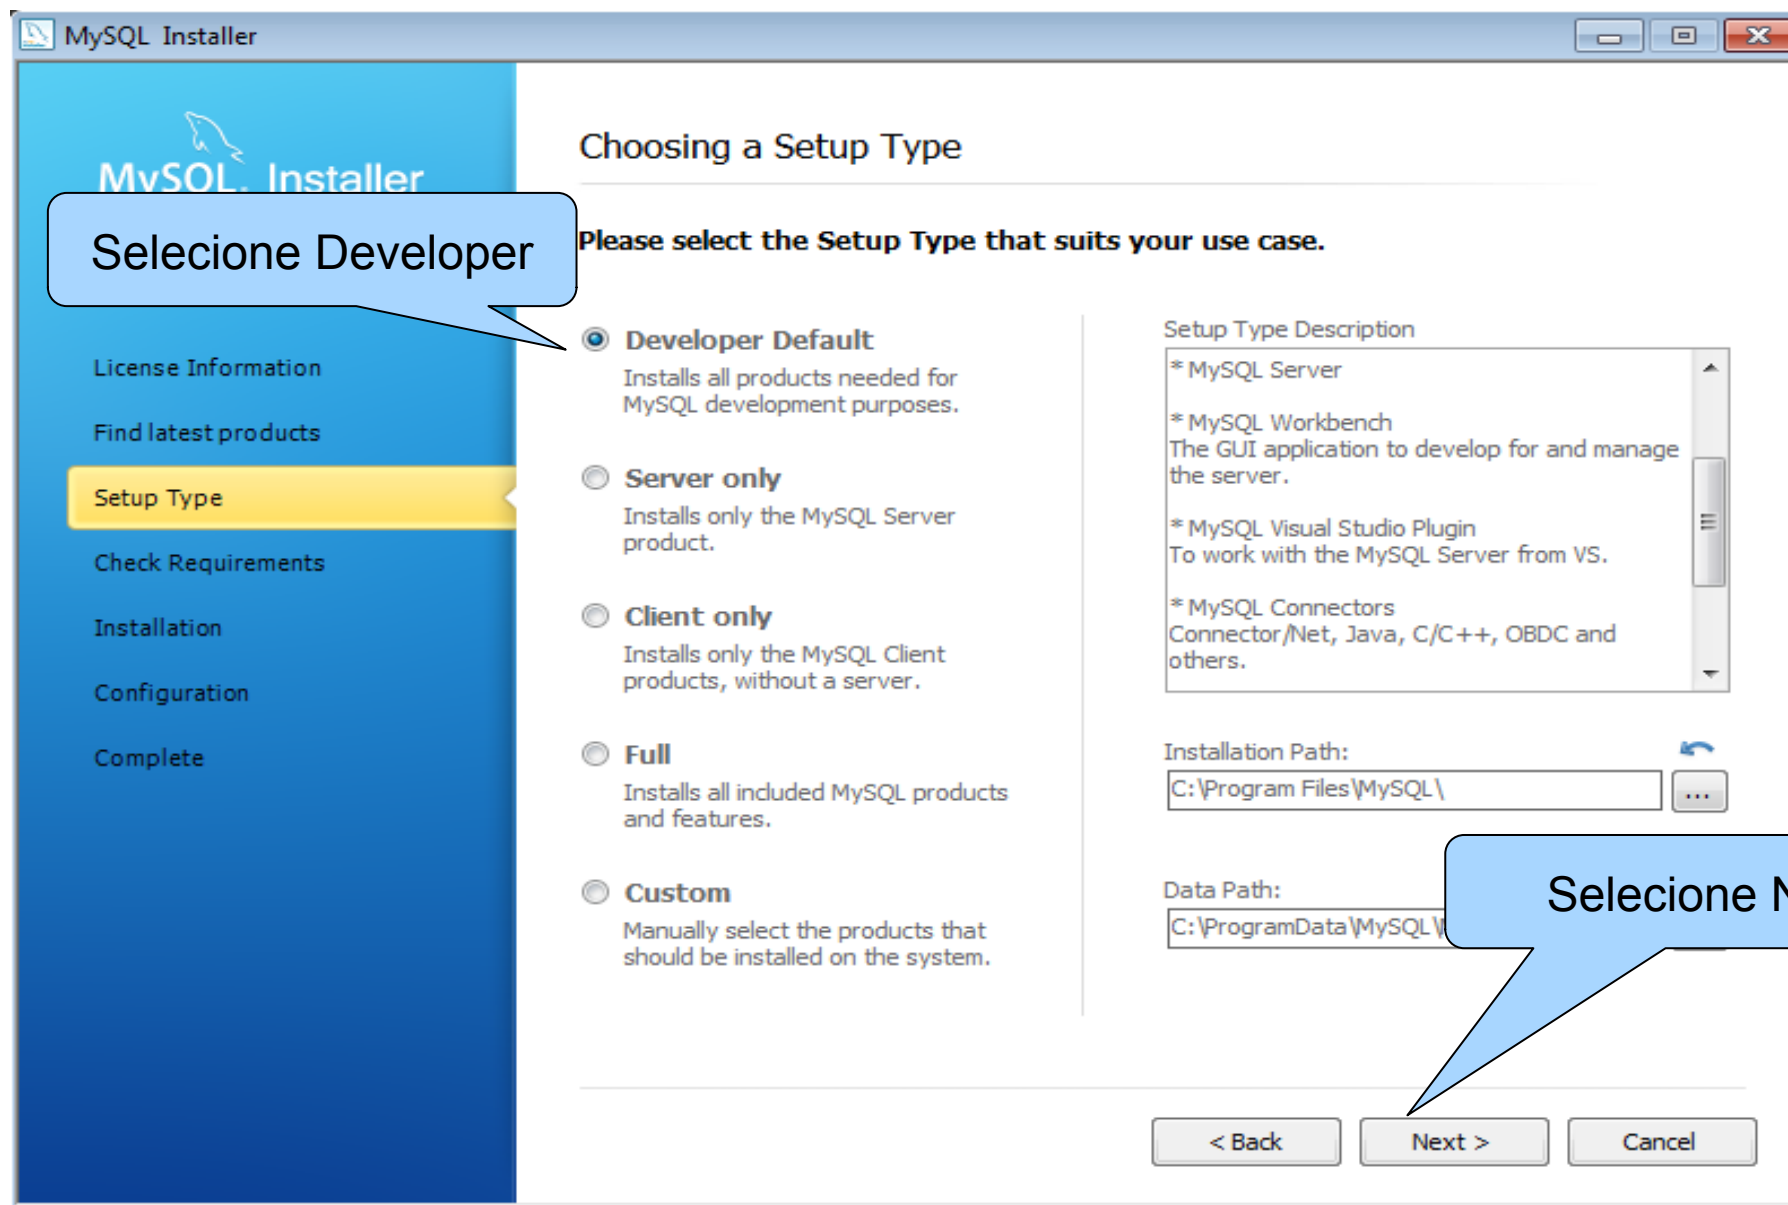 MySQL Installer
MySQL. Installer
Selecione Developer
License Information
Find latest products
Setup Type
Check Requirements
Installation
Configuration
Complete
Choosing a Setup Type
Please select the Setup Type that suits your use case.
Developer Default
Installs all products needed for
MySQL development purposes.
Server only
Installs only the MySQL Server
product.
Client only
Installs only the MySQL Client
products, without a server.
Full
Installs all included MySQL products
and features.
Custom
Manually select the products that
should be installed on the system.
Setup Type Description
* MySQL Server
* MySQL Workbench
The GUI application to develop for and manage
the server.
* MySQL Visual Studio Plugin
To work with the MySQL Server from VS.
* MySQL Connectors
Connector/Net, Java, C/C++, OBDC and
others.
Installation Path:
C:\Program Files\MySQL\
...
Data Path:
C:\ProgramData\MySQL\
Selecione
< Back
Next >
Cancel